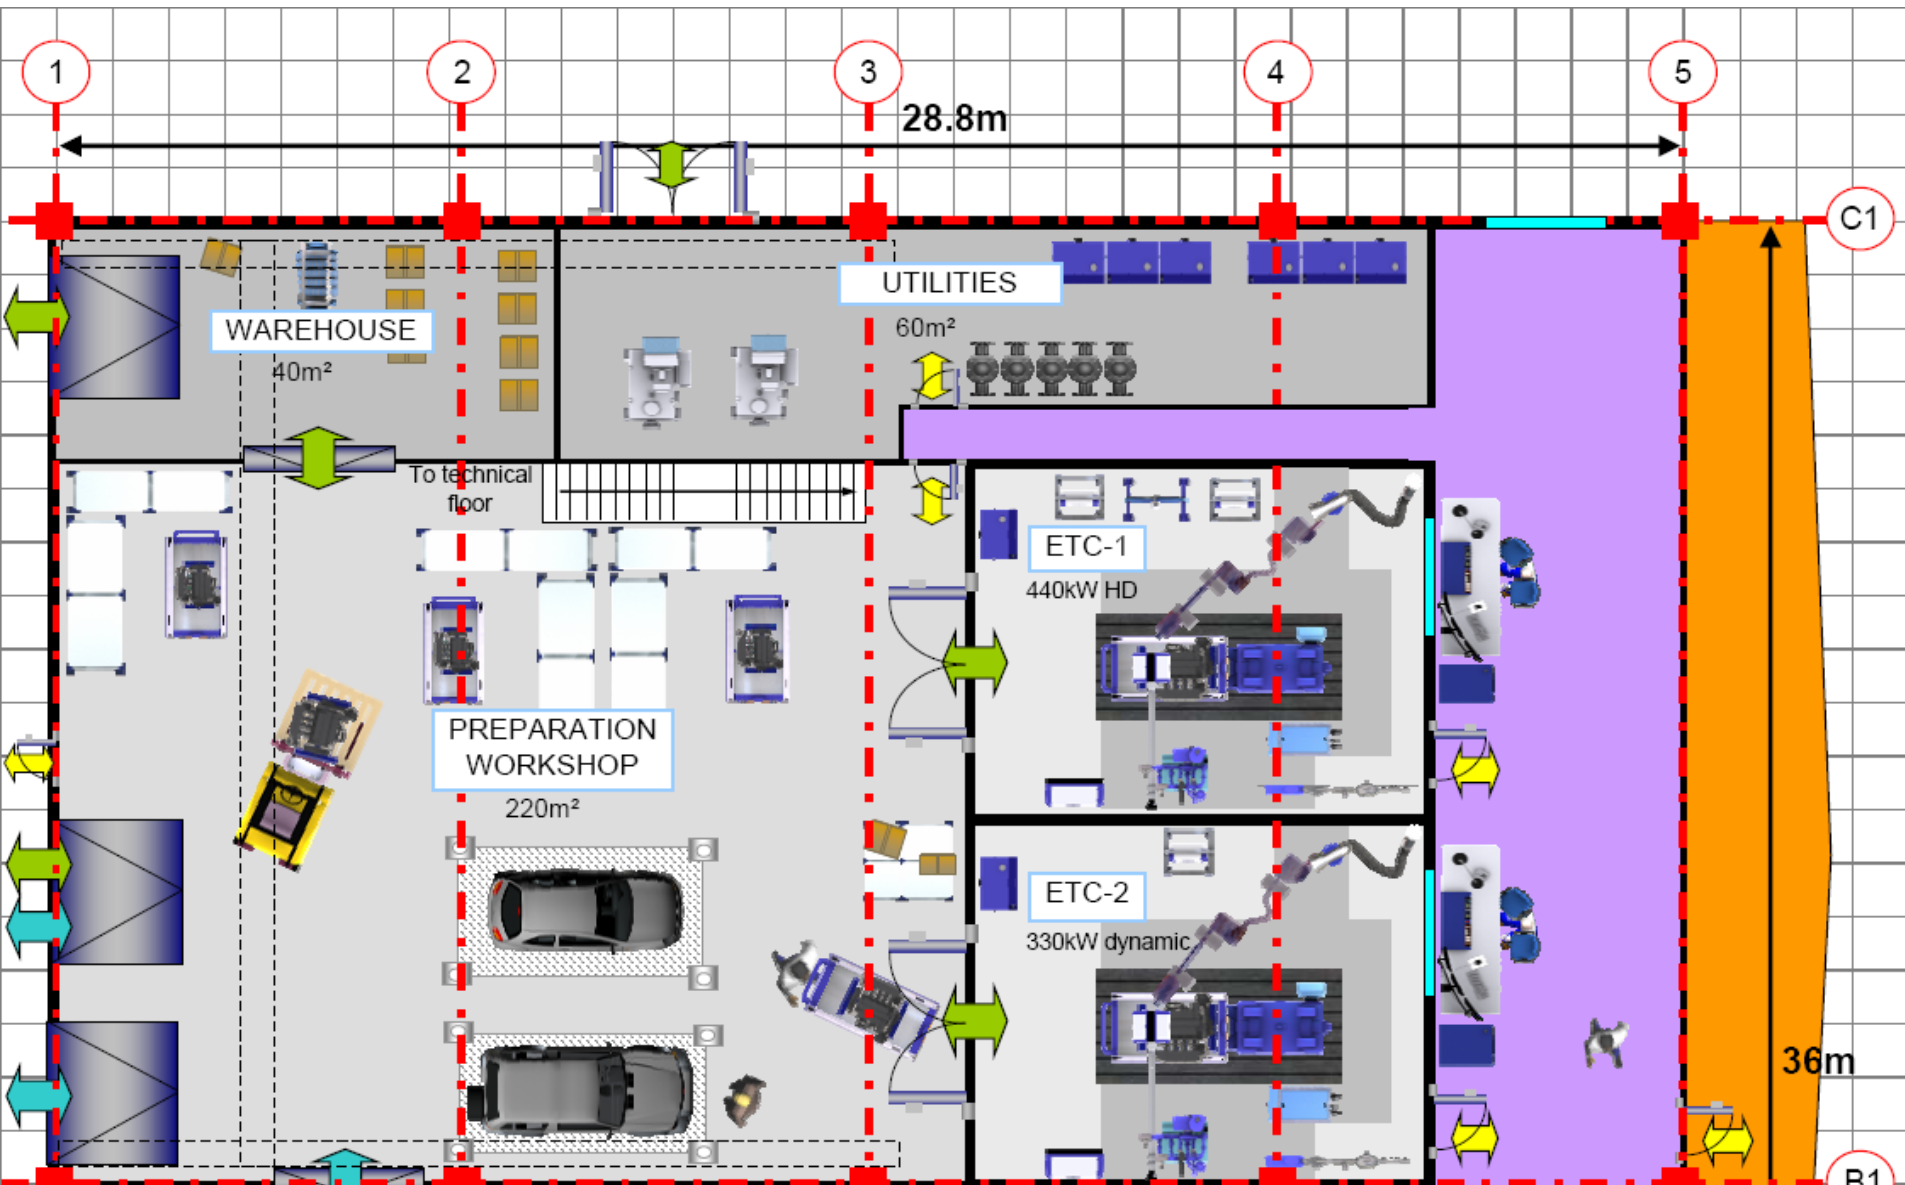 1
2
3
4
5
28.8m
C1
UTILITIES
60m²
WAREHOUSE
40m²
To technical
floor
ETC-1
440kW HD
PREPARATION
WORKSHOP
220m²
ETC-2
330kW dynamic
36m
B1